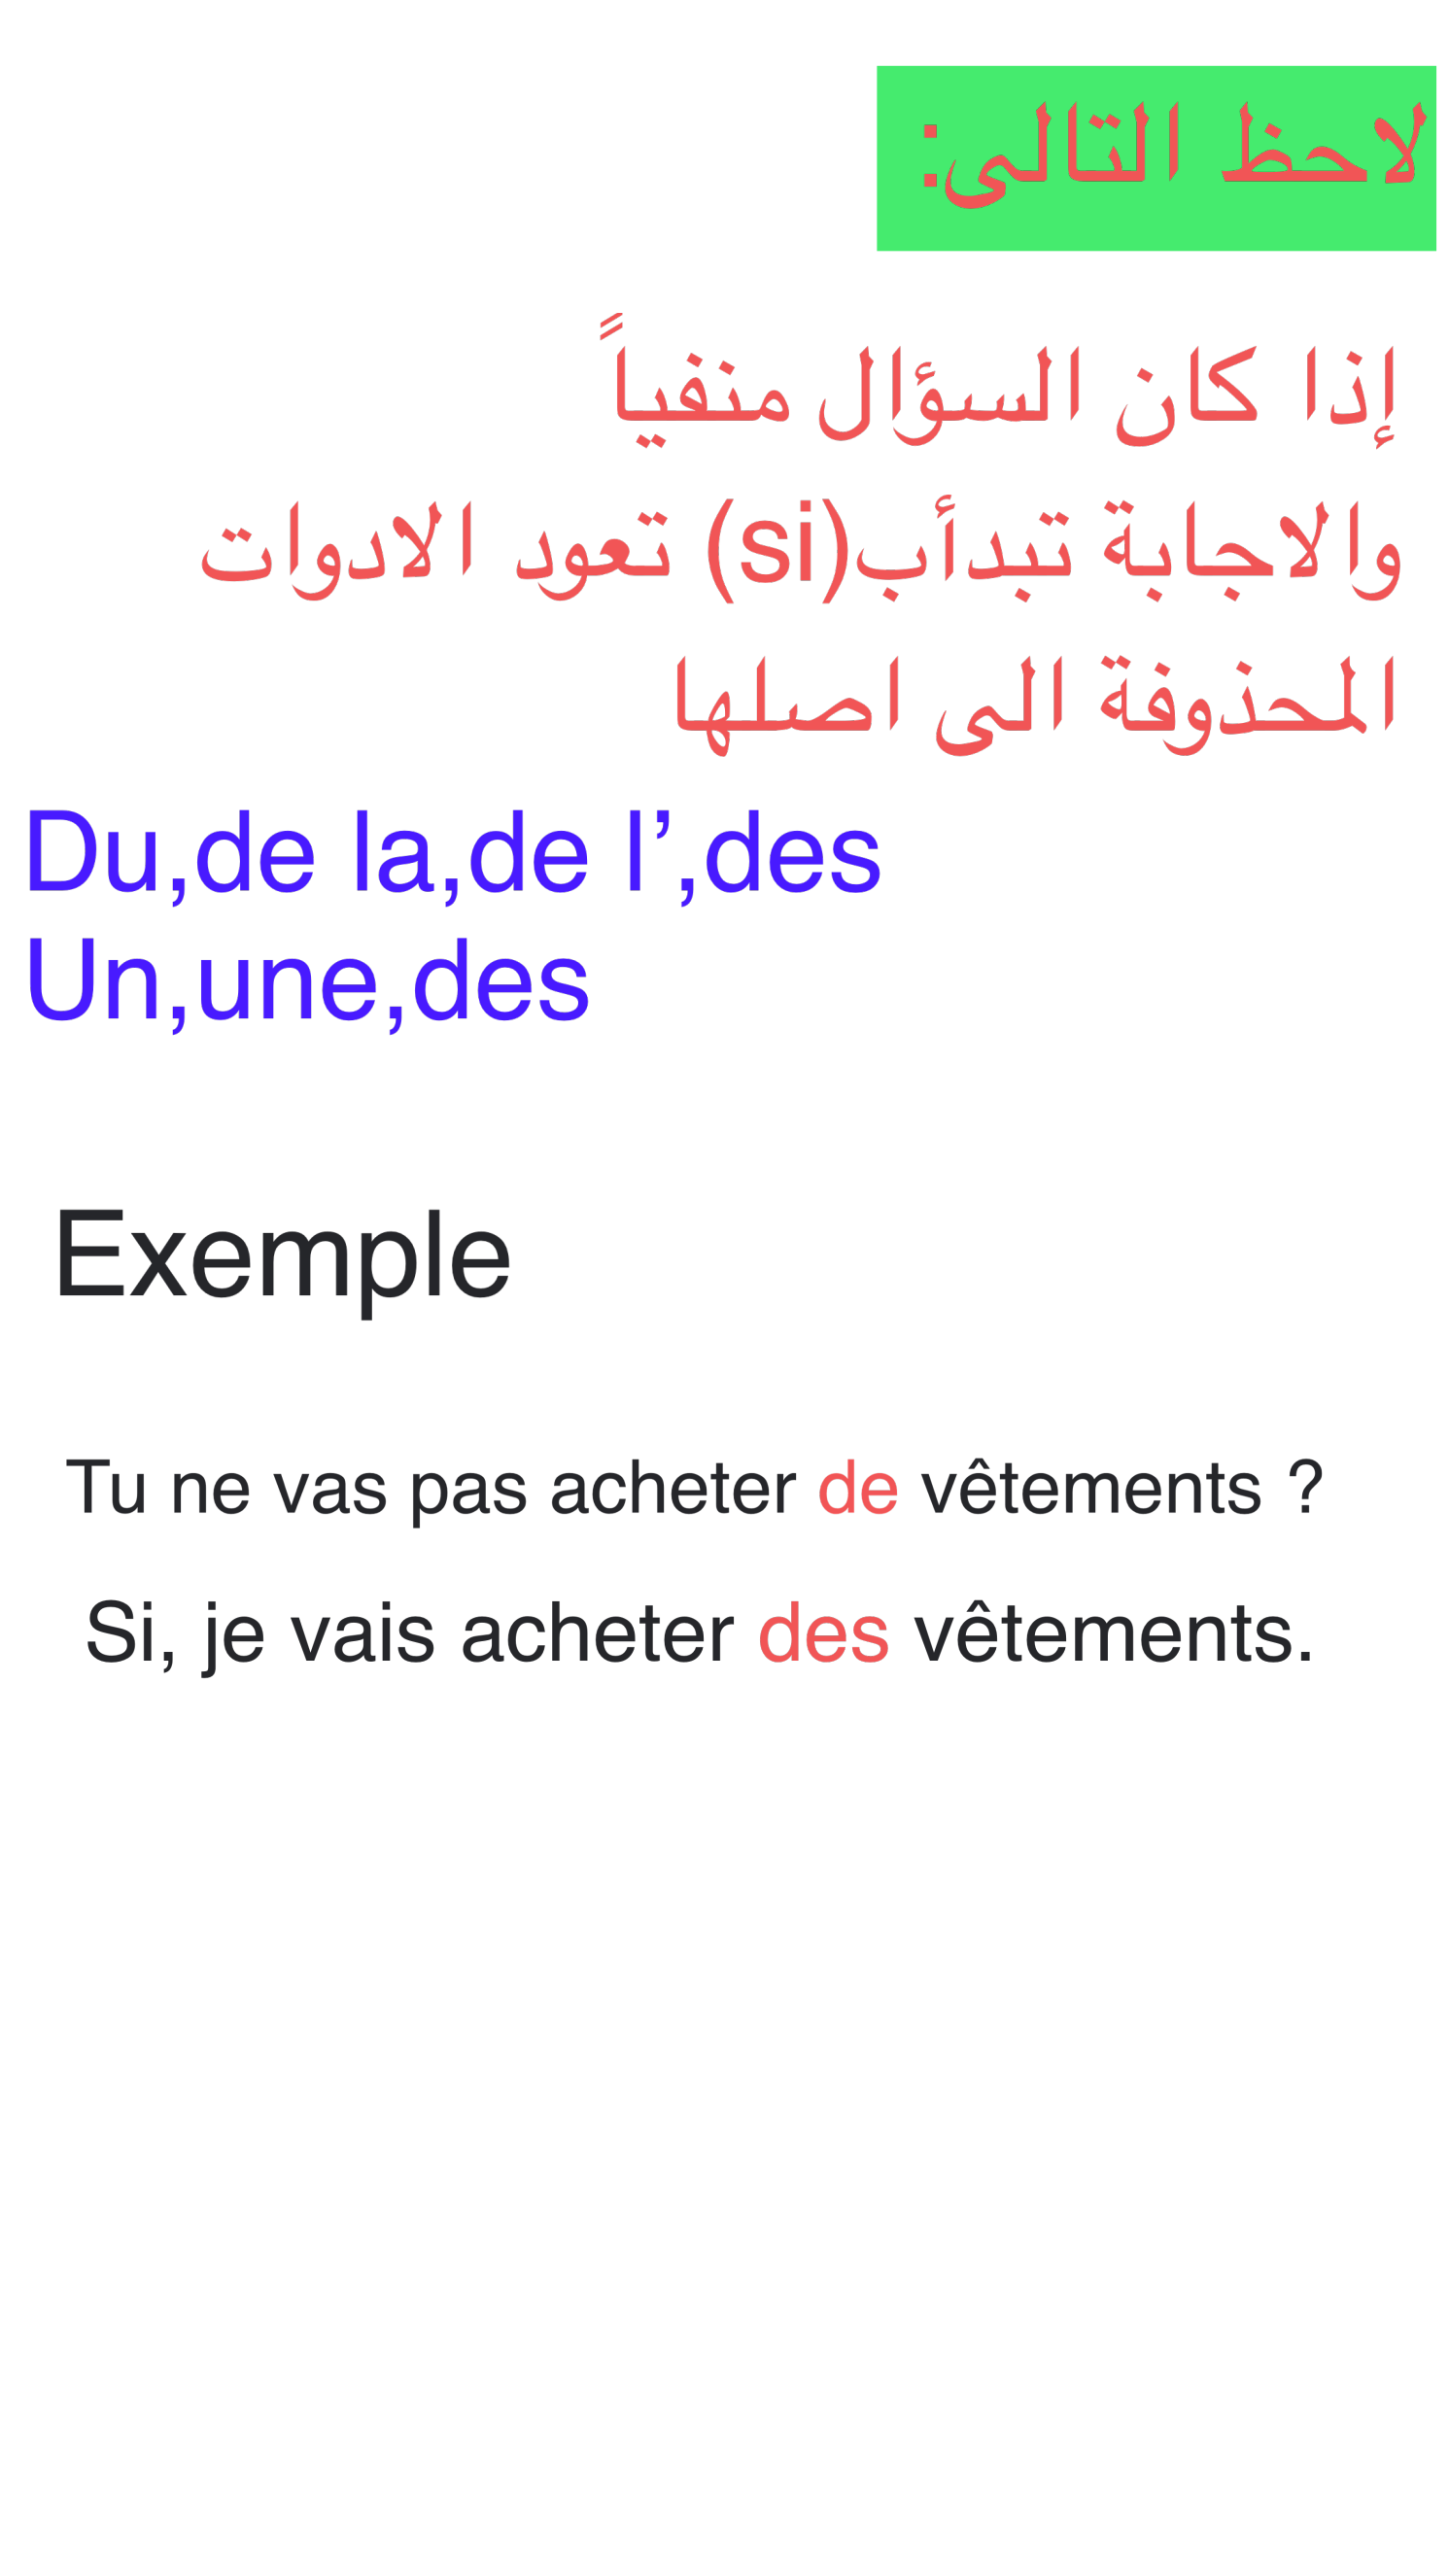 لاحظ التالى:
إذا كان السؤال منفياً
والاجابة تبدأب(si) تعود الادوات
المحذوفة الى اصلها
Du,de la,de l’,des
Un,une,des
Exemple
Tu ne vas pas acheter de vêtements ?
Si, je vais acheter des vêtements.